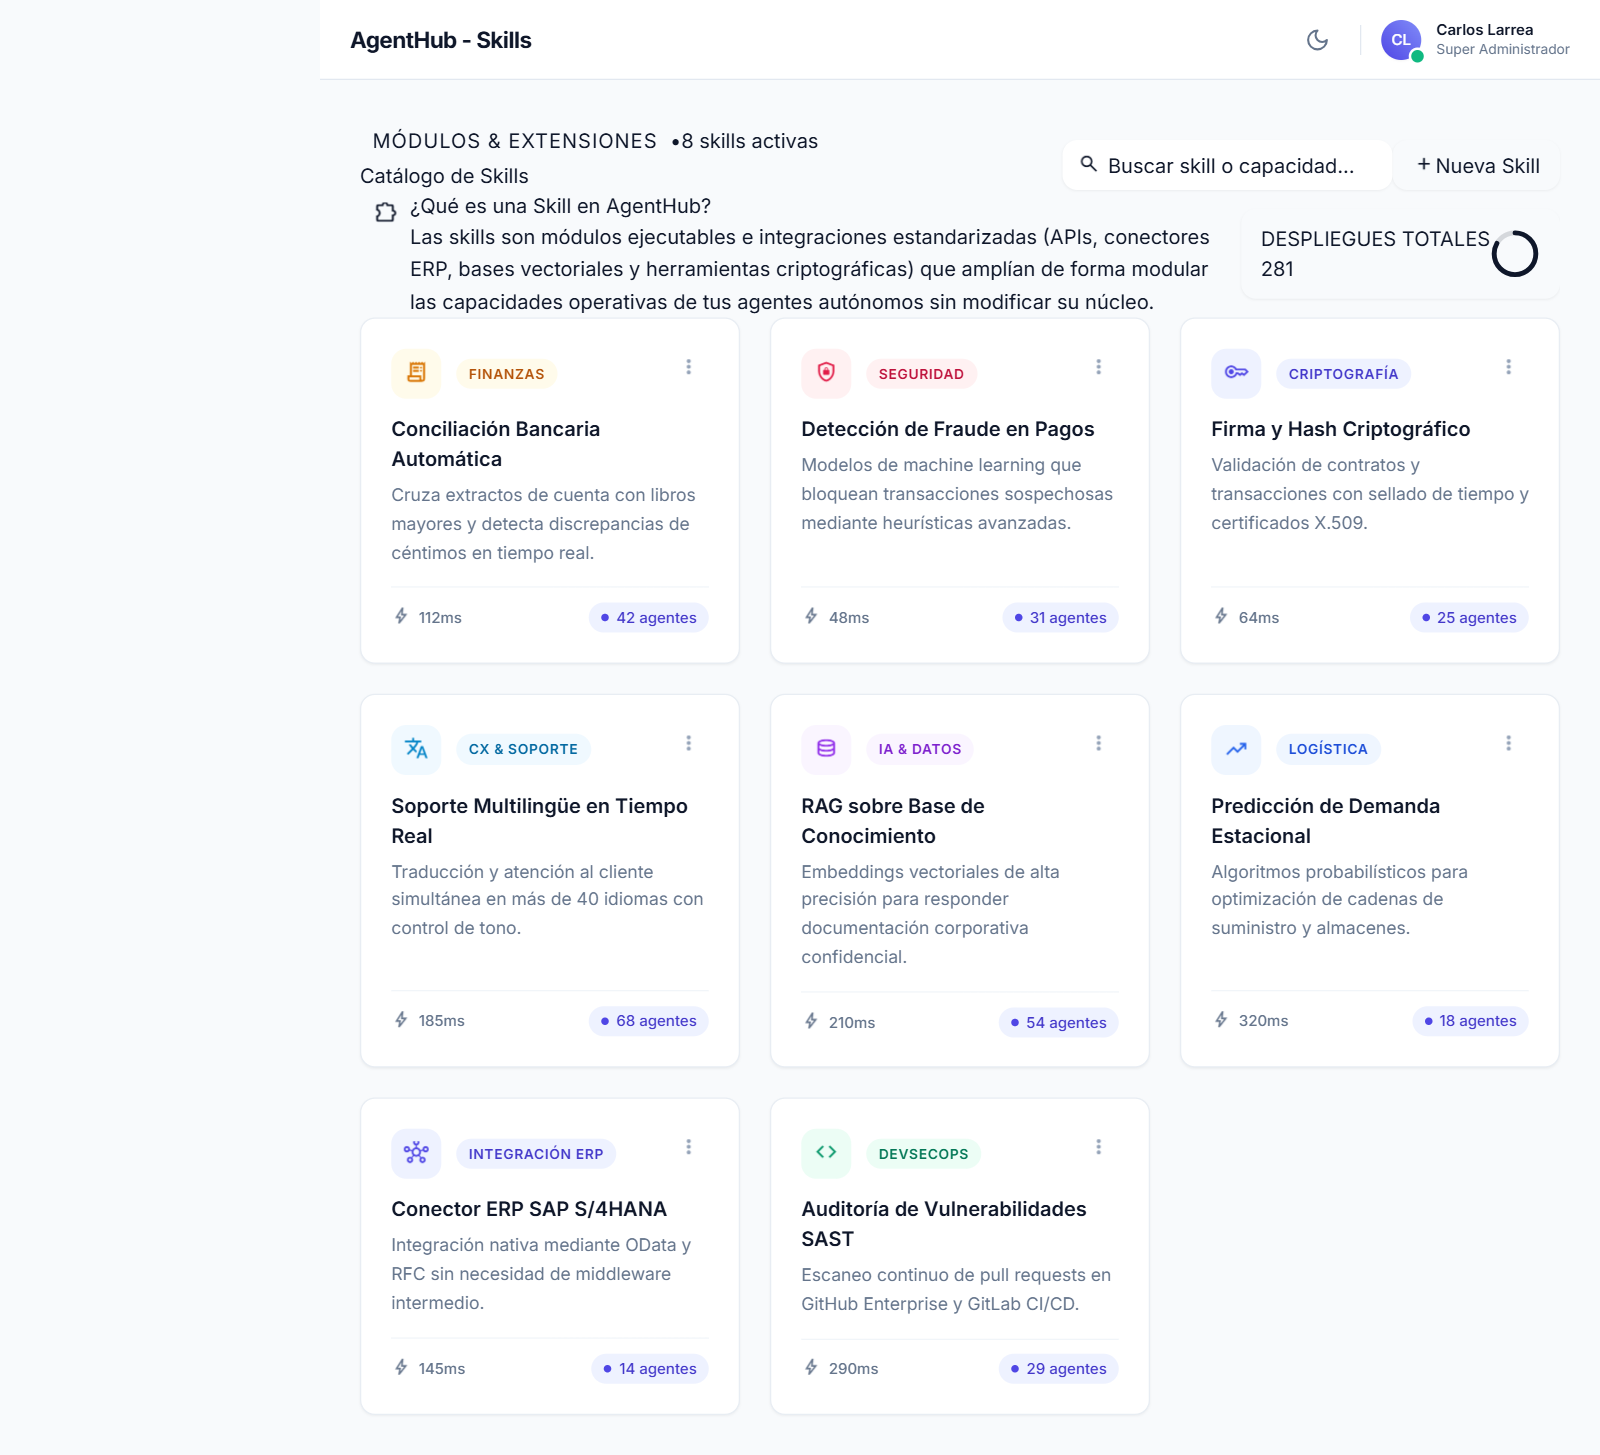 AgentHub - Skills
CL
Carlos Larrea
Super Administrador
MÓDULOS & EXTENSIONES •8 skills activas
Catálogo de Skills
Buscar skill o capacidad...
+ Nueva Skill
¿Qué es una Skill en AgentHub?
Las skills son módulos ejecutables e integraciones estandarizadas (APIs, conectores
ERP, bases vectoriales y herramientas criptográficas) que amplían de forma modular
las capacidades operativas de tus agentes autónomos sin modificar su núcleo.
DESPLIEGUES TOTALES
281
FINANZAS
Conciliación Bancaria
Automática
Cruza extractos de cuenta con libros
mayores y detecta discrepancias de
céntimos en tiempo real.
112ms
• 42 agentes
SEGURIDAD
Detección de Fraude en Pagos
Modelos de machine learning que
bloquean transacciones sospechosas
mediante heurísticas avanzadas.
48ms
• 31 agentes
CRIPTOGRAFÍA
Firma y Hash Criptográfico
Validación de contratos y
transacciones con sellado de tiempo y
certificados X.509.
64ms
• 25 agentes
CX & SOPORTE
Soporte Multilingüe en Tiempo
Real
Traducción y atención al cliente
simultánea en más de 40 idiomas con
control de tono.
185ms
• 68 agentes
IA & DATOS
RAG sobre Base de
Conocimiento
Embeddings vectoriales de alta
precisión para responder
documentación corporativa
confidencial.
210ms
• 54 agentes
LOGÍSTICA
Predicción de Demanda
Estacional
Algoritmos probabilísticos para
optimización de cadenas de
suministro y almacenes.
320ms
• 18 agentes
INTEGRACIÓN ERP
Conector ERP SAP S/4HANA
Integración nativa mediante OData y
RFC sin necesidad de middleware
intermedio.
145ms
• 14 agentes
DEVSECOPS
Auditoría de Vulnerabilidades
SAST
Escaneo continuo de pull requests en
GitHub Enterprise y GitLab CI/CD.
290ms
• 29 agentes